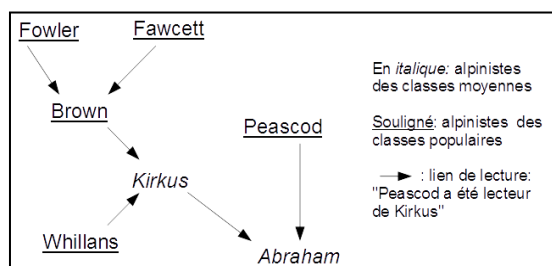 Fowler
Fawcett
Brown
Peascod
Kirkus
Whillans
Abraham
En italique: alpinistes
des classes moyennes
Souligné: alpinistes des
classes populaires
: lien de lecture:
"Peascod a été lecteur
de Kirkus"